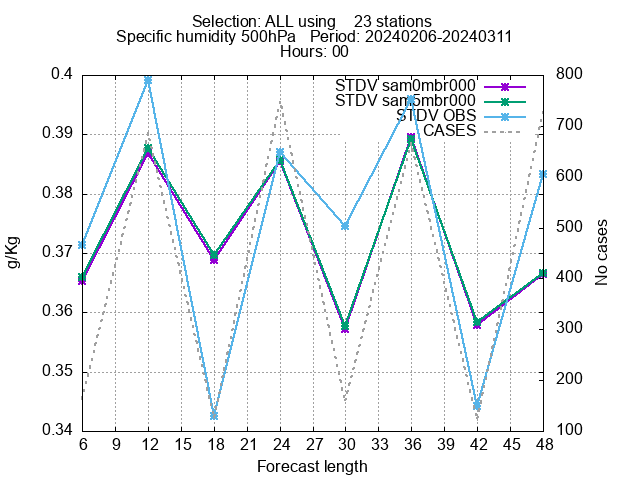 Selection: ALL using    23 stations
Specific humidity 500hPa   Period: 20240206-20240311
Hours: 00
STDV sam0mbr000
STDV sam5mbr000
STDV OBS
CASES
0.4
0.39
0.38
0.37
0.36
0.35
0.34
g/Kg
800
700
600
500
400
300
200
100
No cases
6 9 12 15 18 21 24 27 30 33 36 39 42 45 48
Forecast length